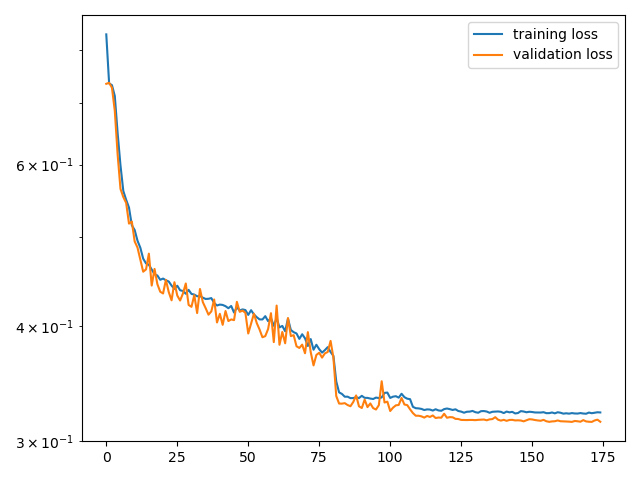 training loss
validation loss
6 × 10⁻¹
4 × 10⁻¹
3 × 10⁻¹
0 25 50 75 100 125 150 175